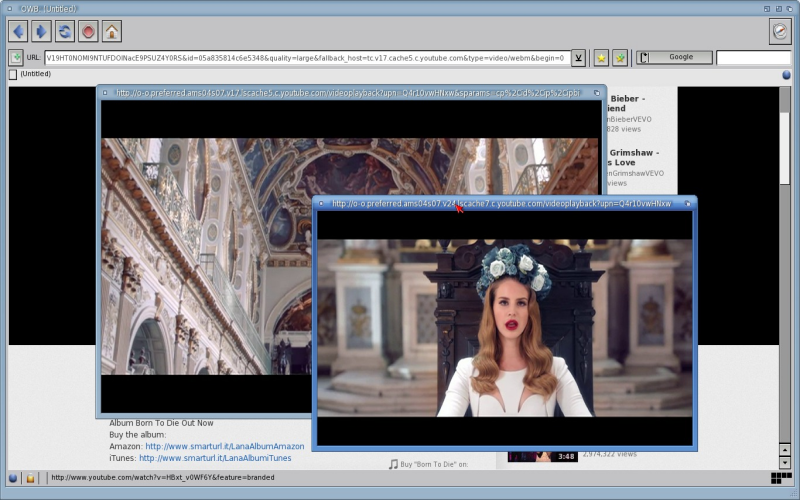 OWB: (Untitled)
URL: V19HT0NOMl9NTUFDOINacE9PSUZ4Y0RS&id=05a835814c6e5348&quality=large&fallback_host=tc.v17.cache5.c.youtube.com&type=video/webm&begin=0
Google
(Untitled)
http://o-o.preferred.ams04s07.v17.lscache5.c.youtube.com/videoplayback?upn=Q4r10vwHNxw&sparams=cp%2Cid%2Cip%2Cipbi
Bieber -
iend
nBieberVEVO
828 views
Grimshaw -
s Love
nGrimshawVEVO
views
http://o-o.preferred.ams04s07.v24.lscache7.c.youtube.com/videoplayback?upn=Q4r10vwHNxw
Album Born To Die Out Now
Buy the album:
Amazon: http://www.smarturl.it/LanaAlbumAmazon
iTunes: http://www.smarturl.it/LanaAlbumiTunes
Buy "Born To Die" on:
3:48
2,974,322 views
http://www.youtube.com/watch?v=HBxt_v0WF6Y&feature=branded